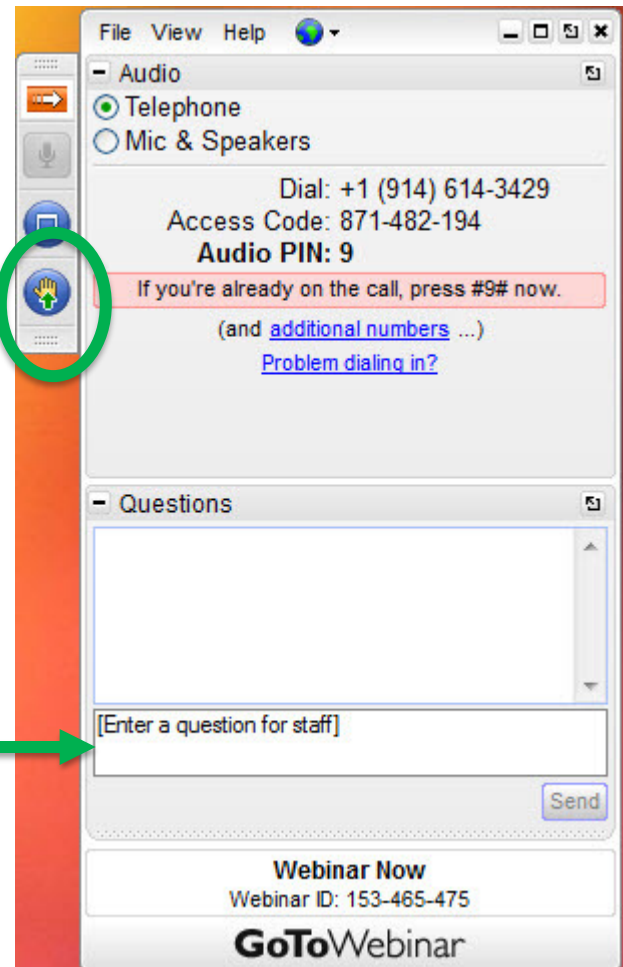 File View Help
Audio
Telephone
Mic & Speakers
Dial: +1 (914) 614-3429
Access Code: 871-482-194
Audio PIN: 9
If you're already on the call, press #9# now.
(and additional numbers ...)
Problem dialing in?
Questions
[Enter a question for staff]
Send
Webinar Now
Webinar ID: 153-465-475
GoToWebinar